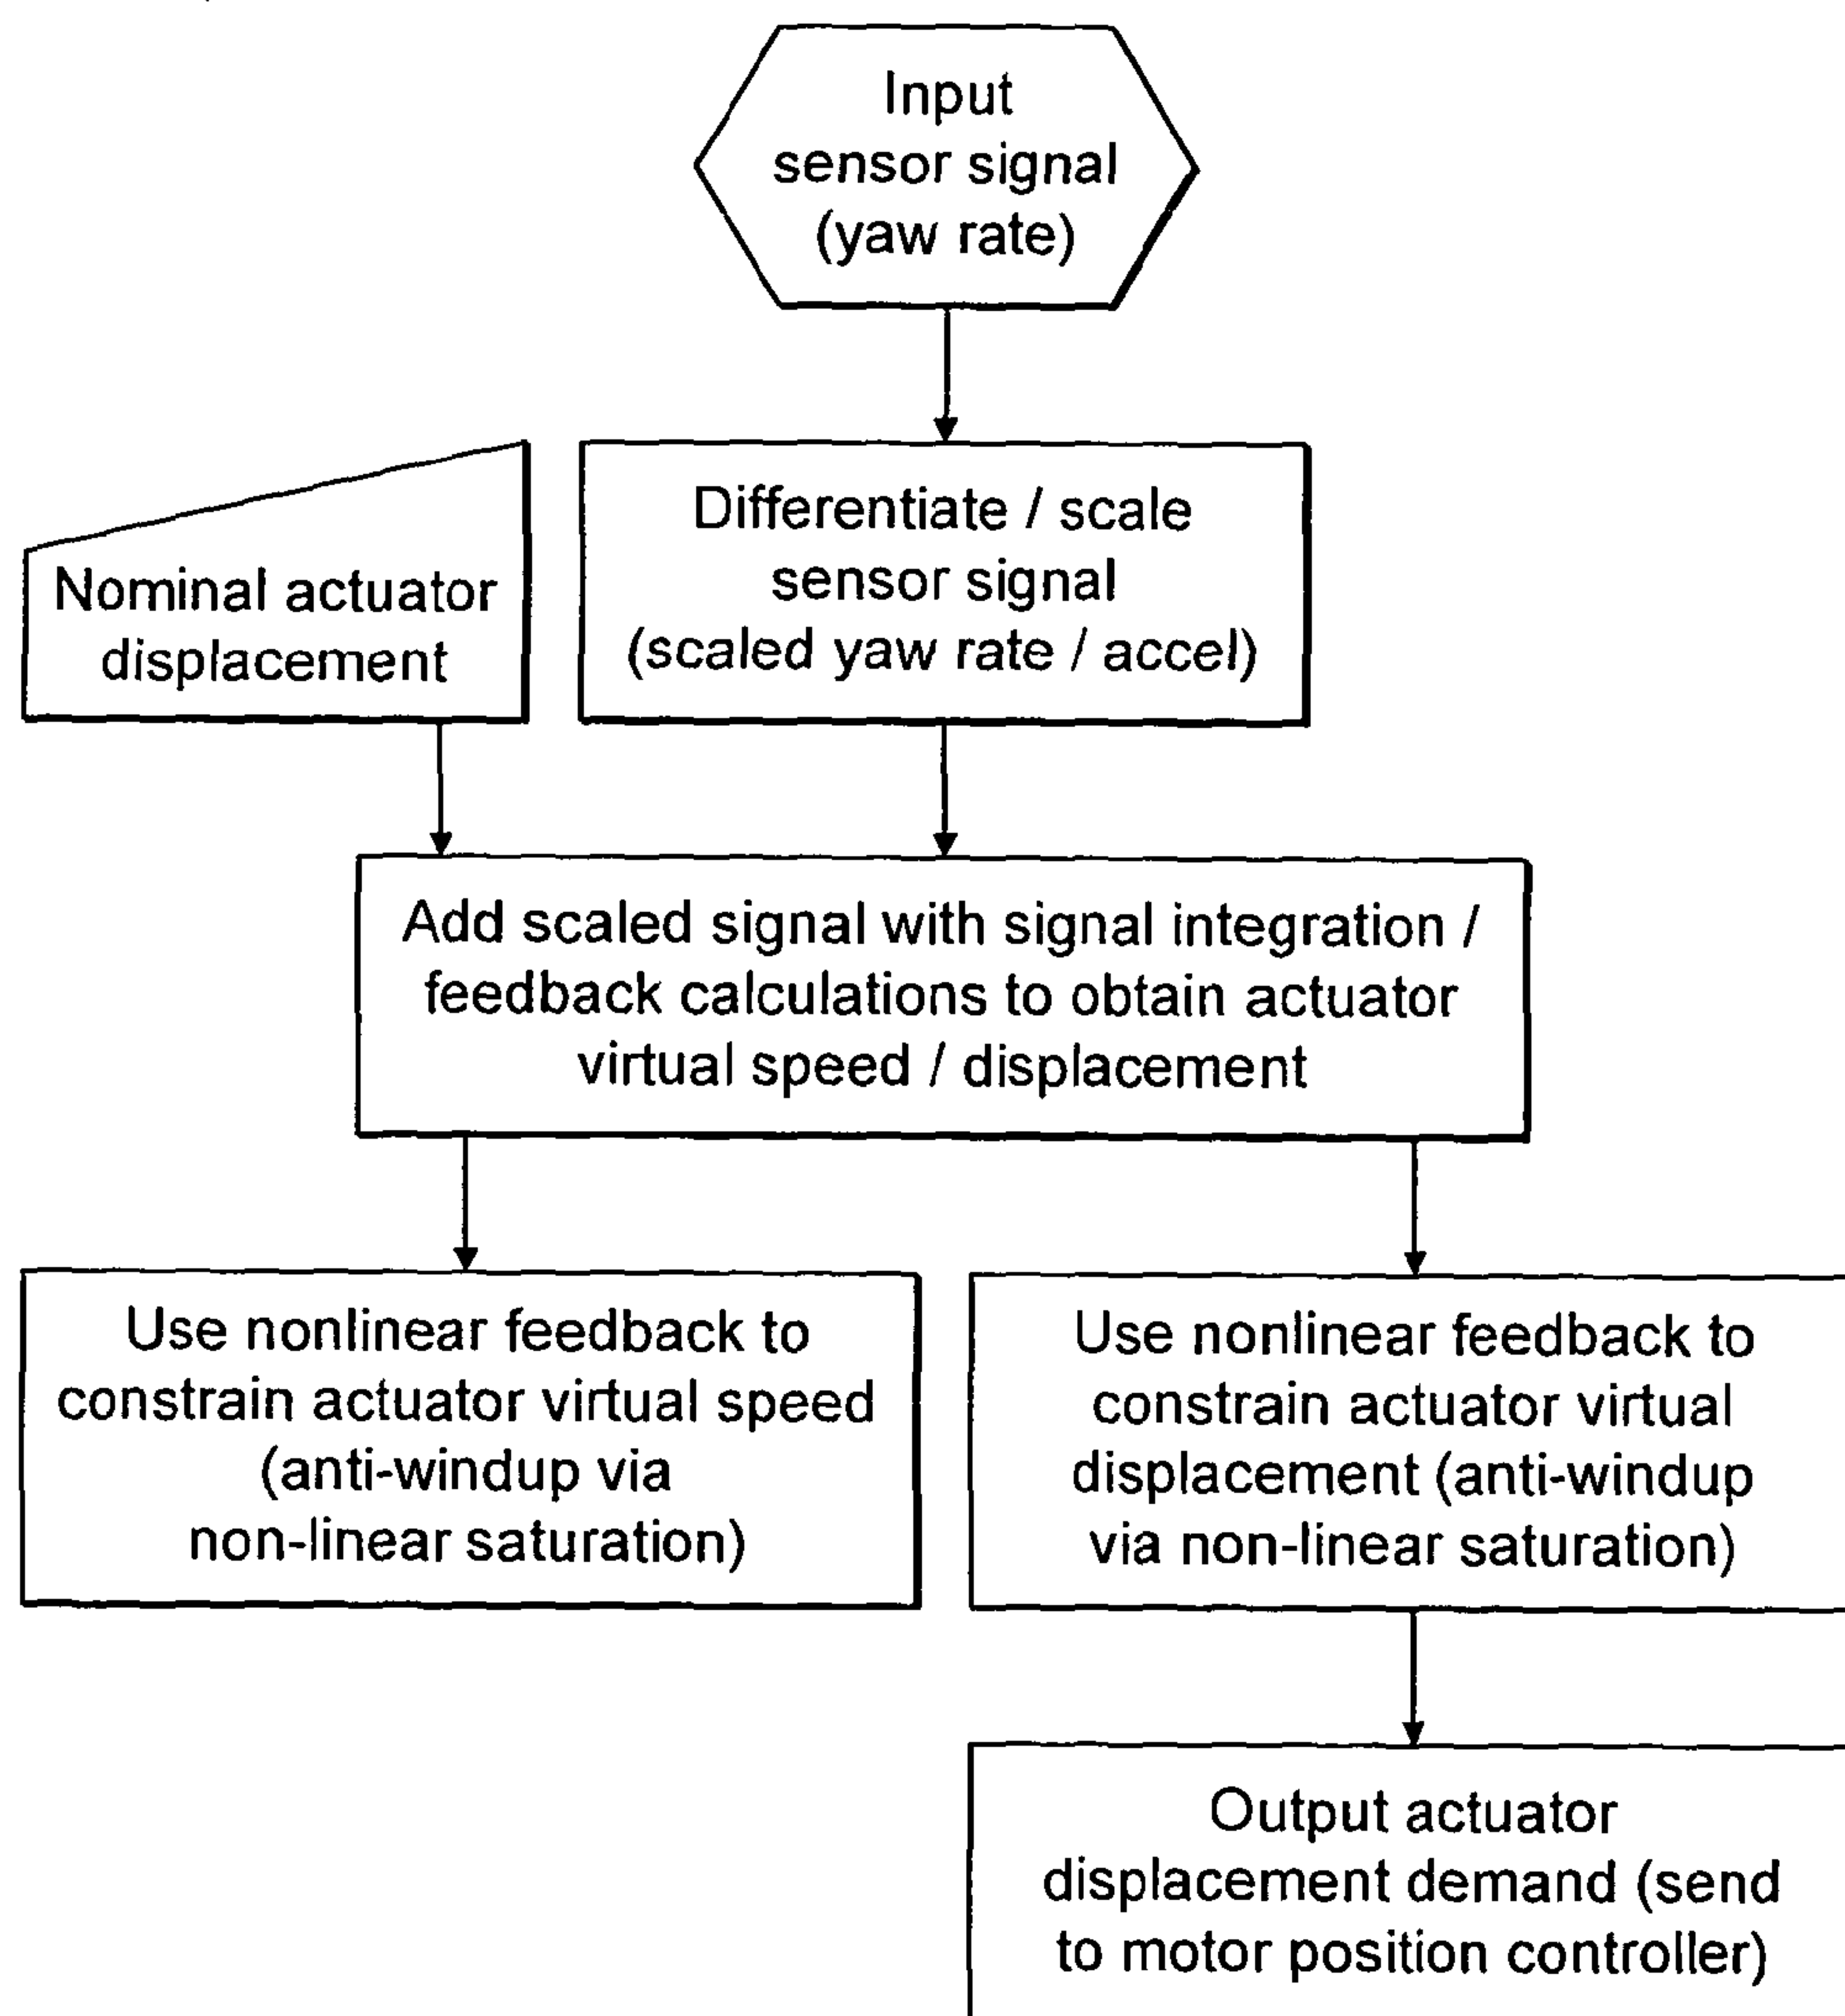 Input
sensor signal
(yaw rate)
Differentiate / scale
sensor signal
(scaled yaw rate / accel)
Nominal actuator
displacement
Add scaled signal with signal integration /
feedback calculations to obtain actuator
virtual speed / displacement
Use nonlinear feedback to
constrain actuator virtual speed
(anti-windup via
non-linear saturation)
Use nonlinear feedback to
constrain actuator virtual
displacement (anti-windup
via non-linear saturation)
Output actuator
displacement demand (send
to motor position controller)